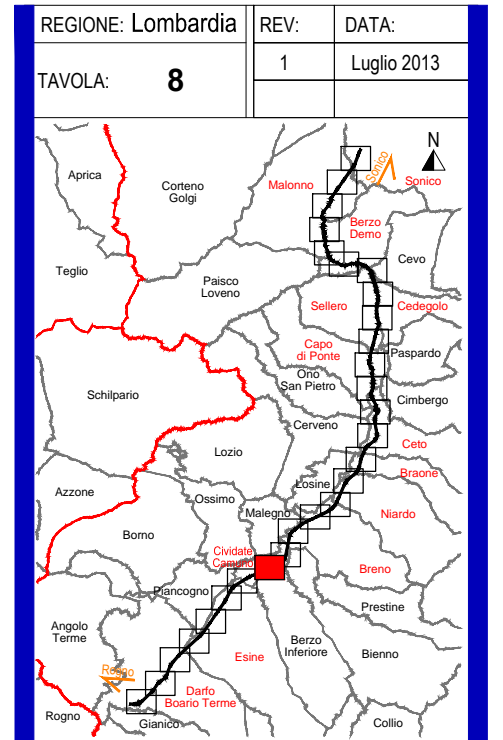 REGIONE: Lombardia
REV:
DATA:
TAVOLA: 8
1
Luglio 2013
N
Aprica
Corteno
Golgi
Malonno
Sonico
Sonico
Berzo
Demo
Teglio
Cevo
Paisco
Loveno
Sellero
Cedegolo
Capo
di Ponte
Paspardo
Ono
San Pietro
Schilpario
Cimbergo
Cerveno
Ceto
Lozio
Braone
Losine
Azzone
Ossimo
Malegno
Niardo
Borno
Cividate
Camuno
Breno
Piancogno
Prestine
Angolo
Terme
Berzo
Inferiore
Bienno
Esine
Rogno
Darfo
Boario Terme
Rogno
Gianico
Collio